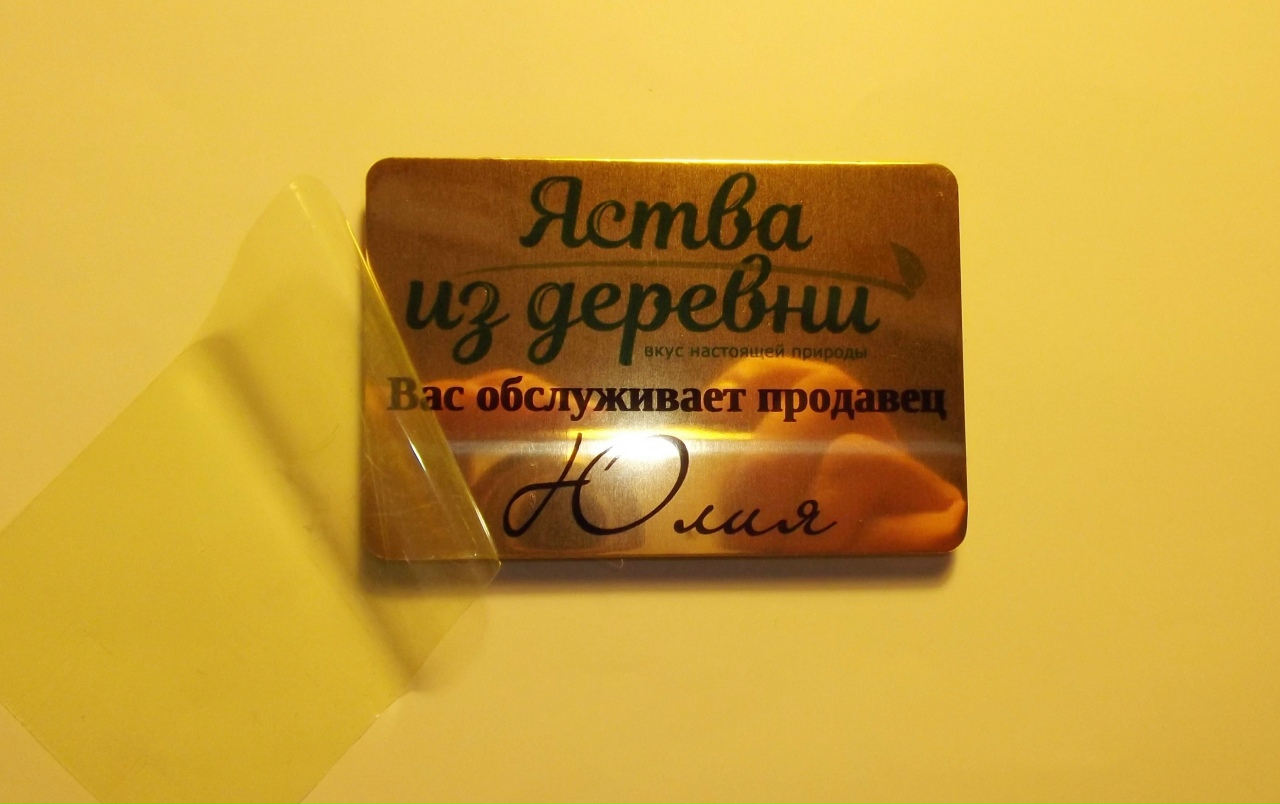 Яства
из деревни
вкус настоящей природы
Вас обслуживает продавец
Юлия